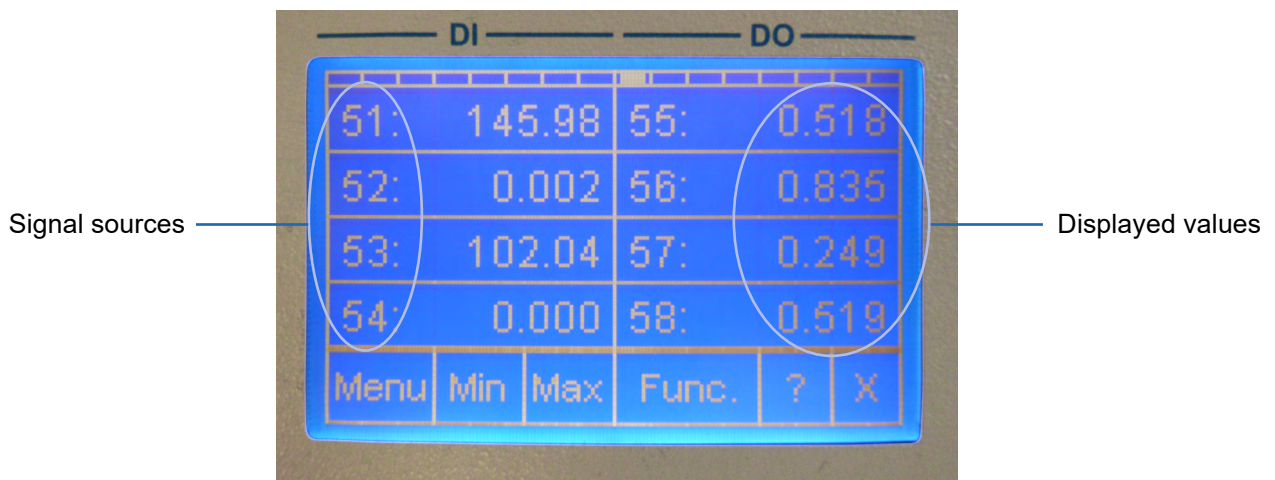 DI DO
51: 145.98 55: 0.518
52: 0.002 56: 0.835
Signal sources
Displayed values
53: 102.04 57: 0.249
54: 0.000 58: 0.519
Menu Min Max Func. ? X